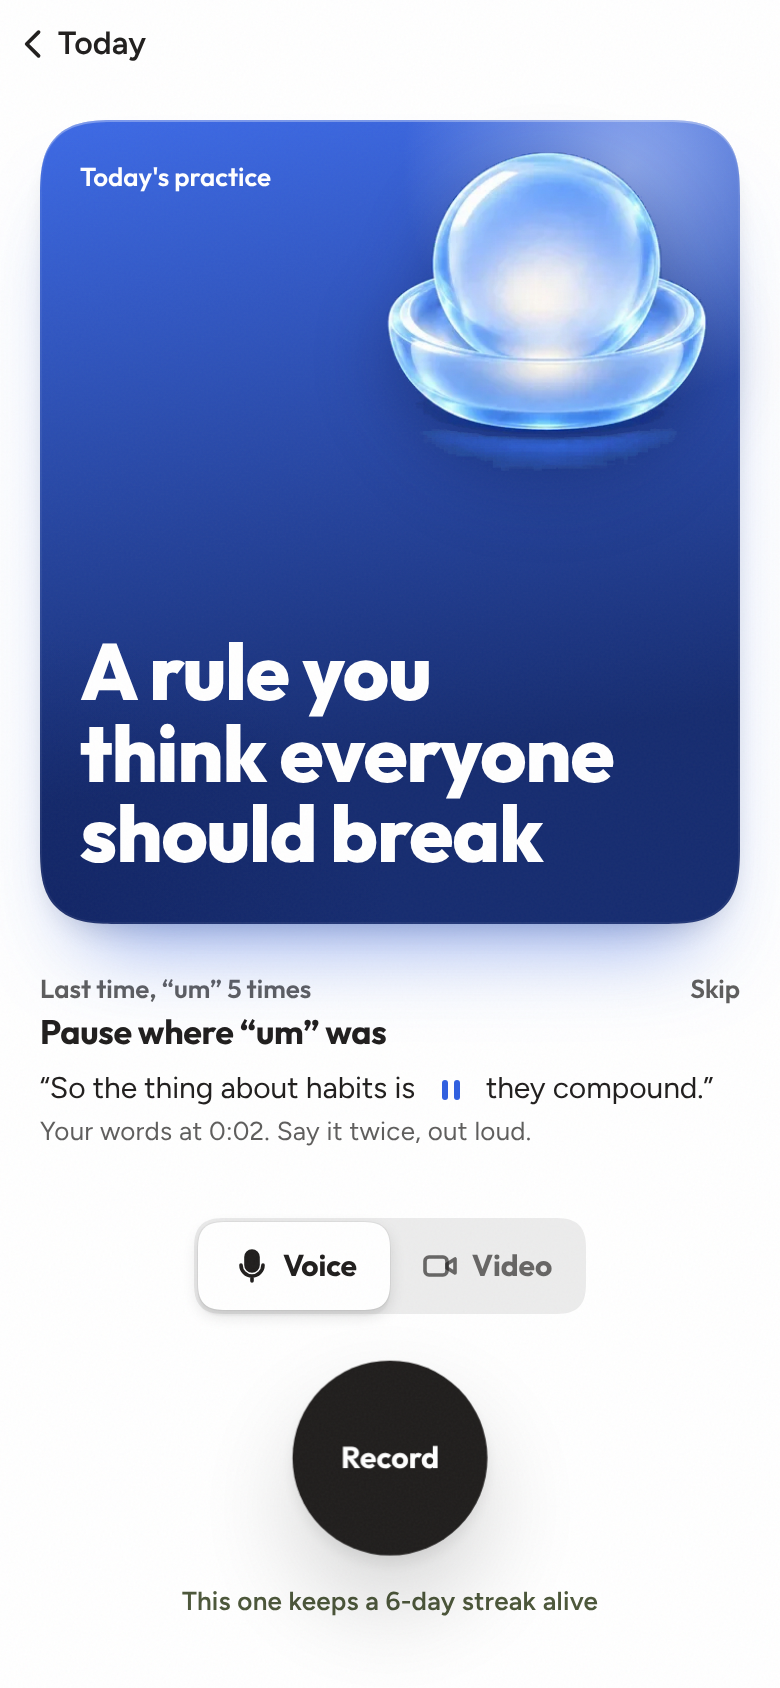 Today
Today's practice
A rule you
think everyone
should break
Last time, “um” 5 times
Skip
Pause where “um” was
“So the thing about habits is they compound.”
Your words at 0:02. Say it twice, out loud.
Voice
Video
Record
This one keeps a 6-day streak alive